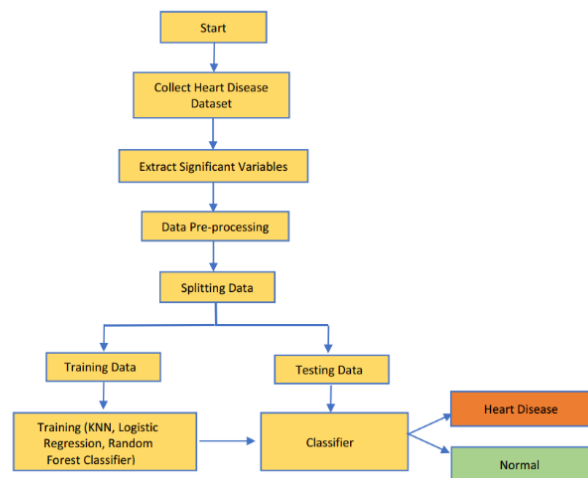 Start
Collect Heart Disease
Dataset
Extract Significant Variables
Data Pre-processing
Splitting Data
Training Data
Testing Data
Training (KNN, Logistic
Regression, Random
Forest Classifier)
Classifier
Heart Disease
Normal